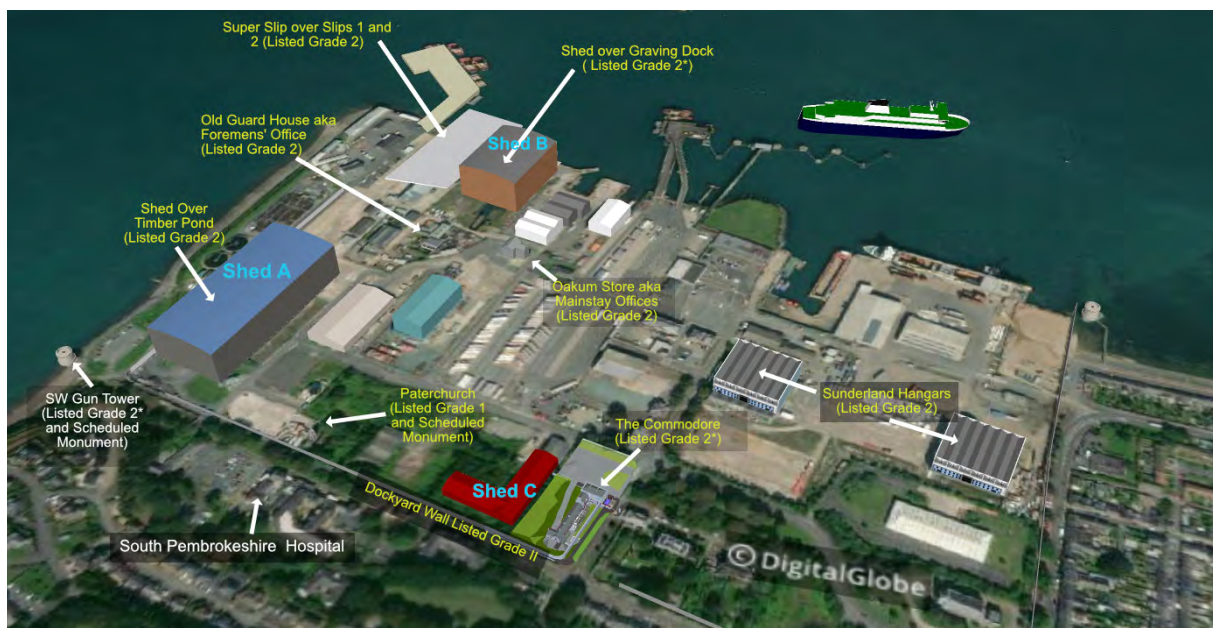 Super Slip over Slips 1 and
2 (Listed Grade 2)
Shed over Graving Dock
( Listed Grade 2*)
Old Guard House aka
Foremens' Office
(Listed Grade 2)
Shed B
Shed Over
Timber Pond
(Listed Grade 2)
Shed A
Oakum Store aka
Mainstay Offices
(Listed Grade 2)
SW Gun Tower
(Listed Grade 2*
and Scheduled
Monument)
Paterchurch
(Listed Grade 1
and Scheduled
Monument)
Sunderland Hangars
(Listed Grade 2)
The Commodore
(Listed Grade 2*)
Shed C
Dockyard Wall Listed Grade II
South Pembrokeshire Hospital
© DigitalGlobe